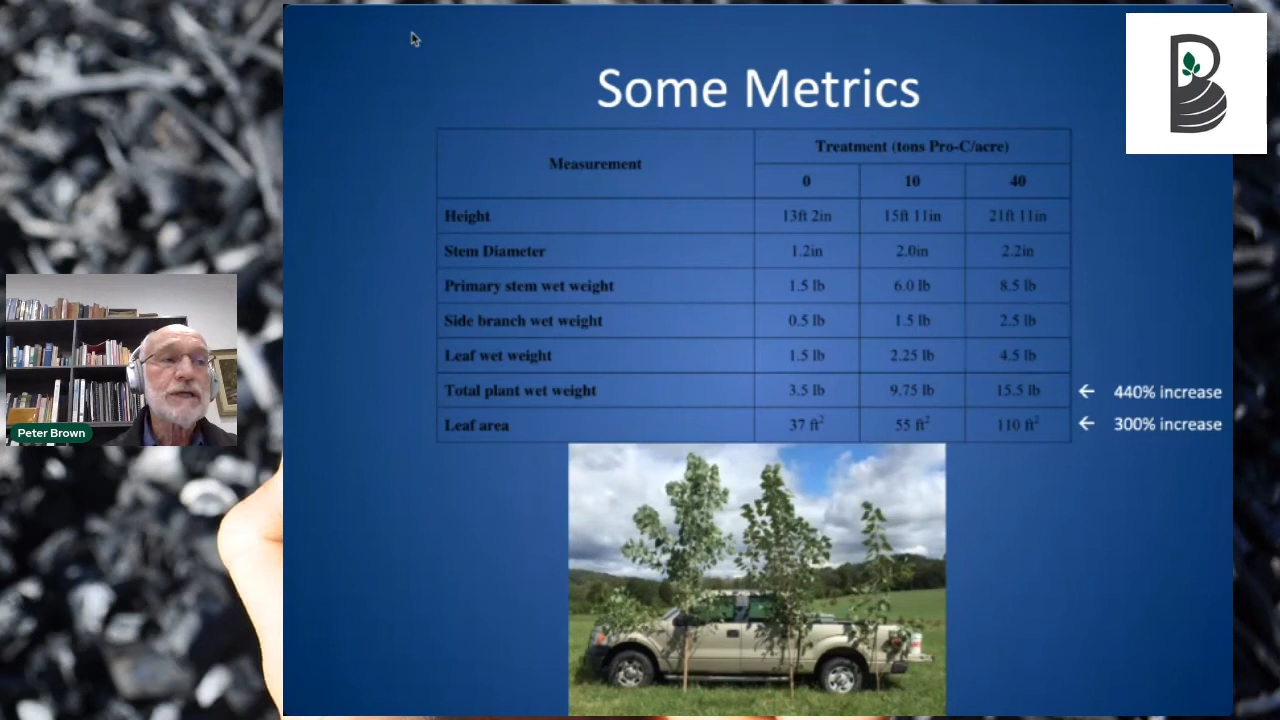 Some Metrics
Measurement
Treatment (tons Pro-C/acre)
0 10 40
Height 13ft 2in 15ft 11in 21ft 11in
Stem Diameter 1.2in 2.0in 2.2in
Primary stem wet weight 1.5 lb 6.0 lb 8.5 lb
Side branch wet weight 0.5 lb 1.5 lb 2.5 lb
Leaf wet weight 1.5 lb 2.25 lb 4.5 lb
Total plant wet weight 3.5 lb 9.75 lb 15.5 lb ← 440% increase
Leaf area 37 ft² 55 ft² 110 ft² ← 300% increase
Peter Brown